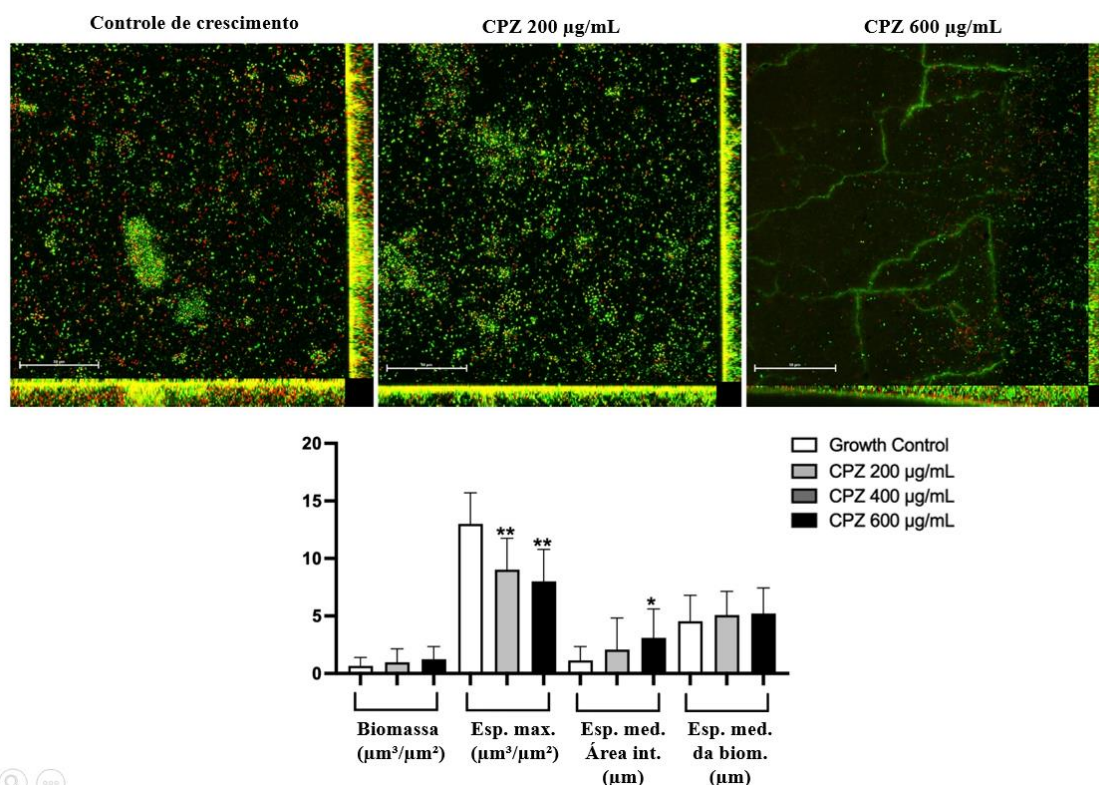 Controle de crescimento
CPZ 200 µg/mL
CPZ 600 µg/mL
20
15
10
5
0
** ** *
Growth Control
CPZ 200 µg/mL
CPZ 400 µg/mL
CPZ 600 µg/mL
Biomassa
(µm³/µm²)
Esp. max.
(µm³/µm²)
Esp. med.
Área int.
(µm)
Esp. med.
da biom.
(µm)